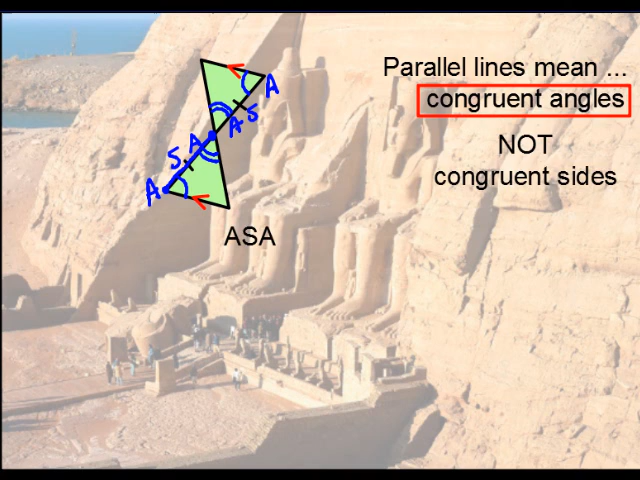 Parallel lines mean ...
congruent angles
NOT
congruent sides
A
A S
A
S
A
ASA